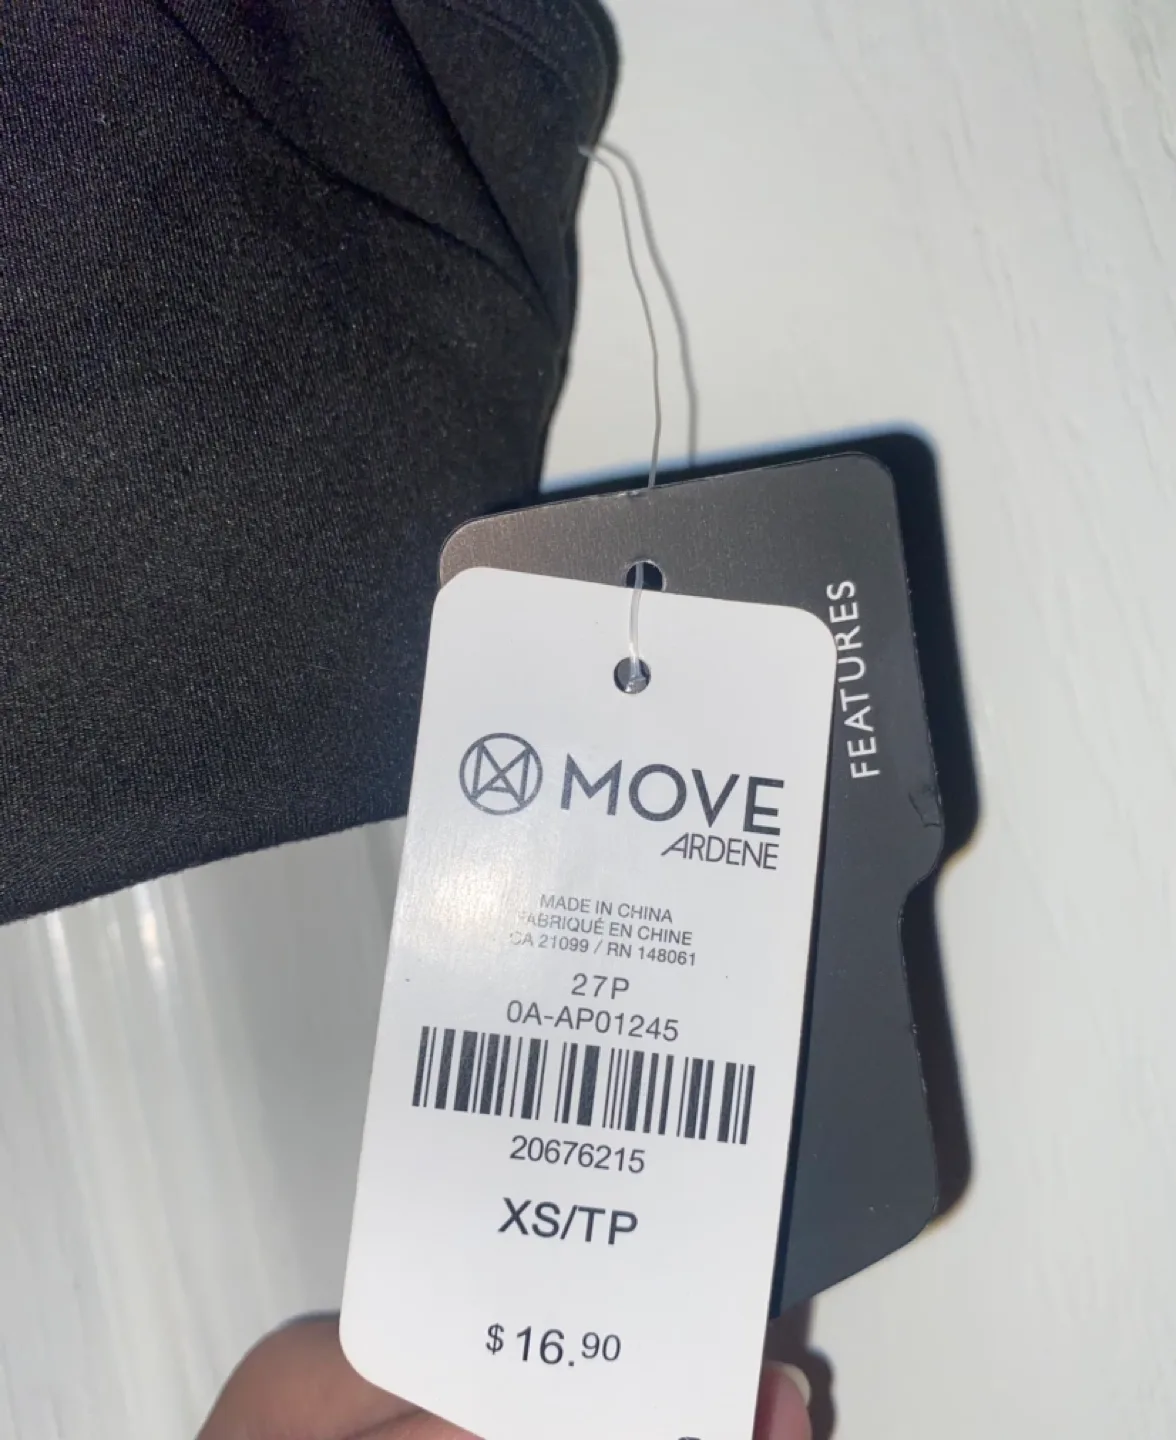 FEATURES
MOVE
ARDENE
MADE IN CHINA
FABRIQUÉ EN CHINE
CA 21099 / RN 148061
27P
0A-AP01245
20676215
XS/TP
$ 16.90